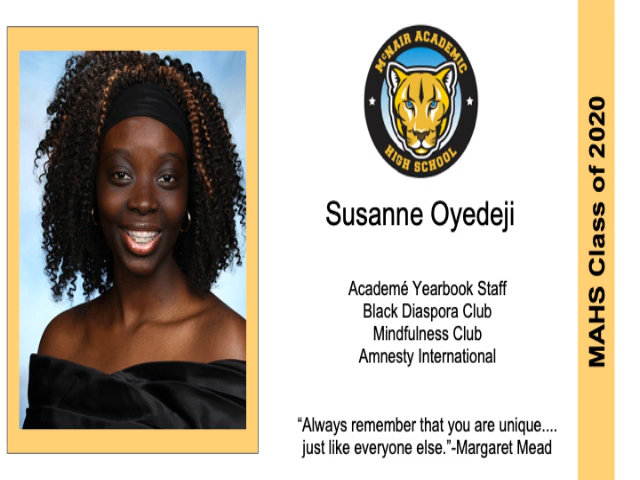 McNAIR ACADEMIC
HIGH SCHOOL
Susanne Oyedeji
Academé Yearbook Staff
Black Diaspora Club
Mindfulness Club
Amnesty International
“Always remember that you are unique....
just like everyone else.”-Margaret Mead
MAHS Class of 2020